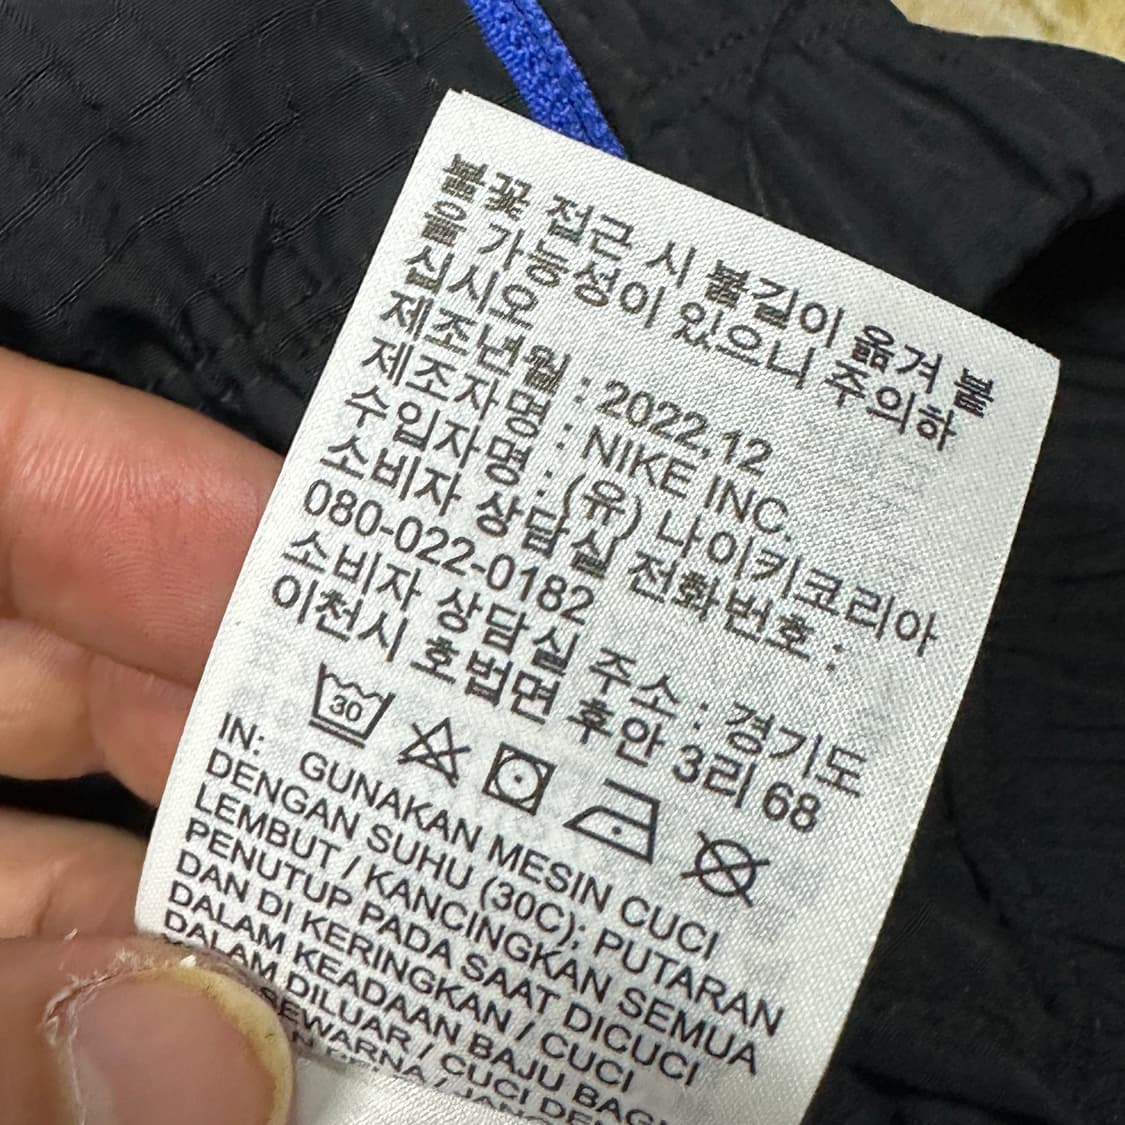 불꽃 접근 시 불길이 옮겨 붙
을 가능성이 있으니 주의하
십시오
제조년월 : 2022.12
제조자명 : NIKE INC.
수입자명 : (유) 나이키코리아
소비자 상담실 전화번호 :
080-022-0182
소비자 상담실 주소 : 경기도
이천시 호법면 후안 3리 68
30
IN: GUNAKAN MESIN CUCI
DENGAN SUHU (30C); PUTARAN
LEMBUT / KANCINGKAN SEMUA
PENUTUP PADA SAAT DICUCI
DAN DI KERINGKAN / CUCI
DALAM KEADAAN BAJU BAG
DALAM DILUAR / CUCI DE
SEWARNA /